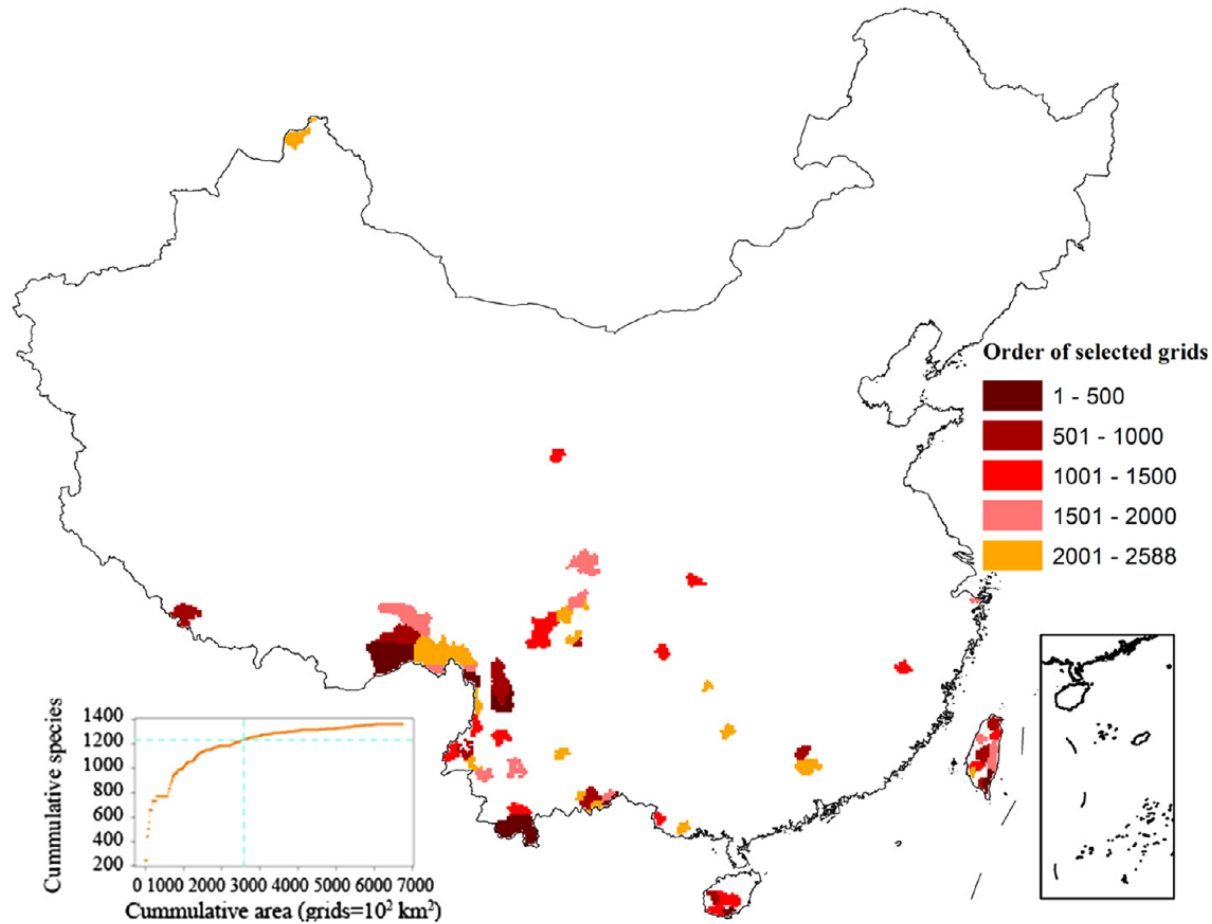 Order of selected grids
1 - 500
501 - 1000
1001 - 1500
1501 - 2000
2001 - 2588
Cummulative species
1400
1200
1000
800
600
400
200
0 1000 2000 3000 4000 5000 6000 7000
Cummulative area (grids=10² km²)